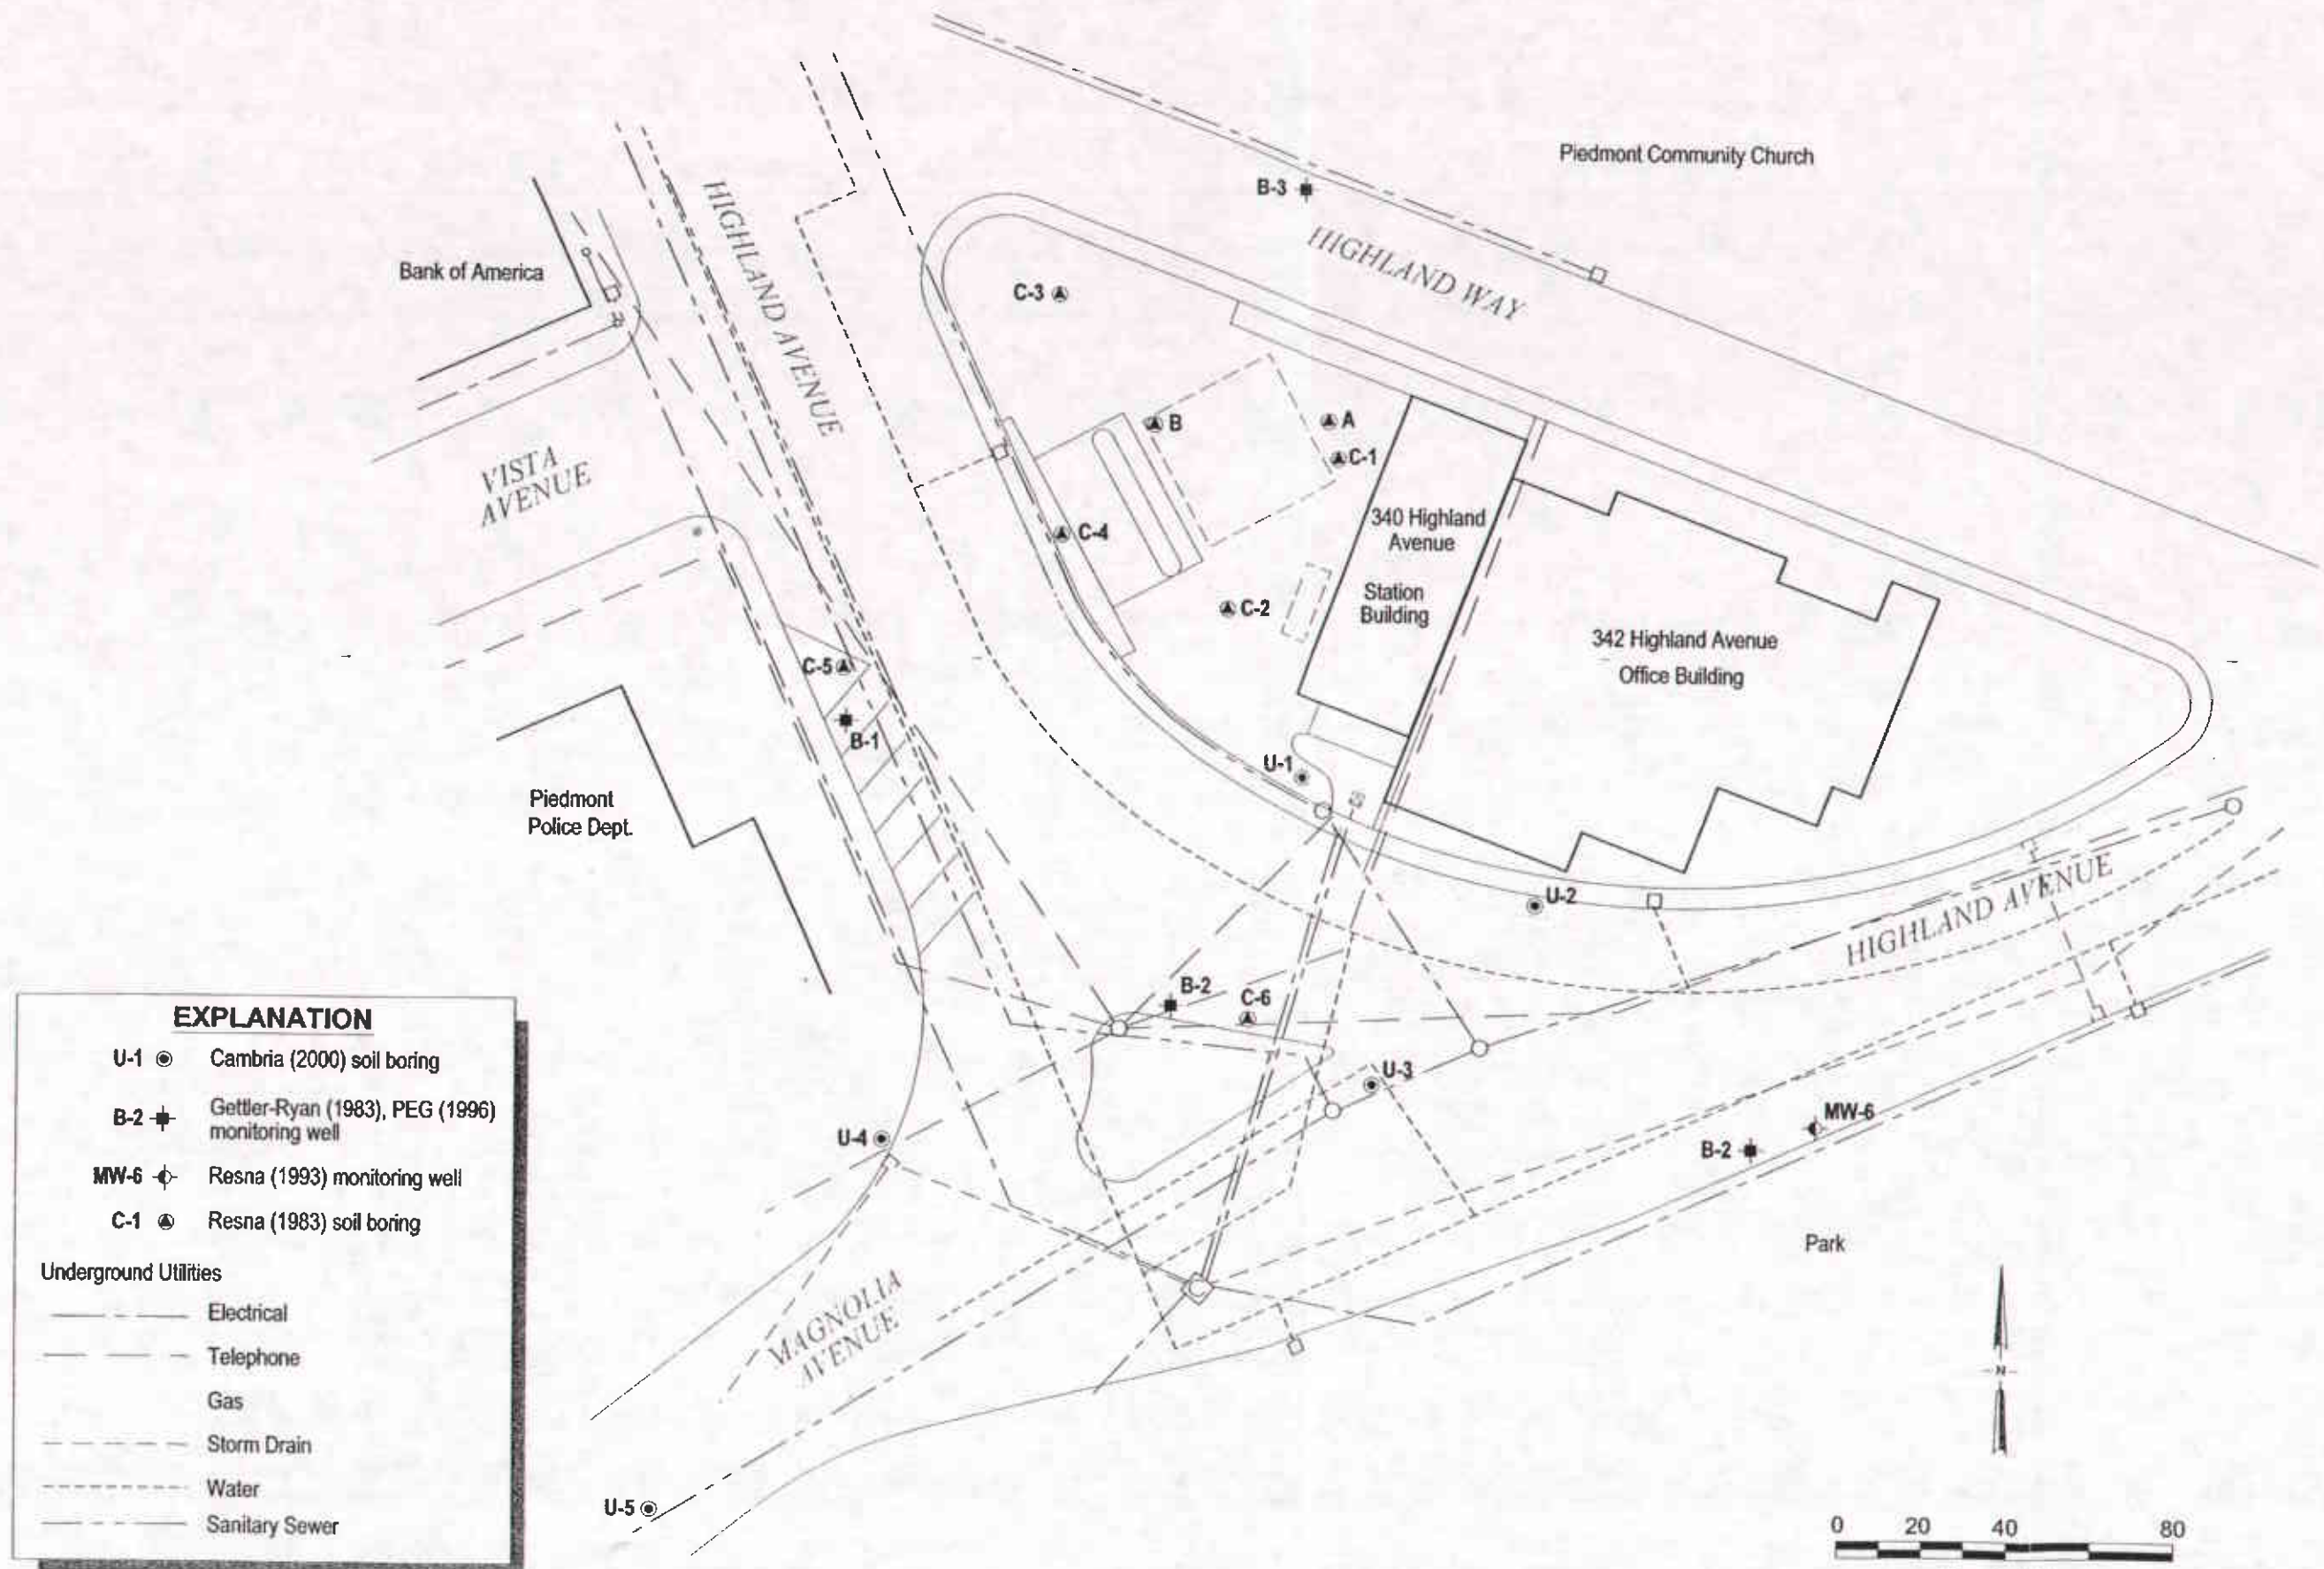 Piedmont Community Church
B-3
HIGHLAND WAY
HIGHLAND AVENUE
Bank of America
C-3
B
A
C-1
VISTA
AVENUE
C-4
340 Highland
Avenue
Station
Building
C-2
342 Highland Avenue
Office Building
C-5
B-1
U-1
Piedmont
Police Dept.
U-2
HIGHLAND AVENUE
B-2
C-6
U-3
MW-6
U-4
B-2
Park
MAGNOLIA
AVENUE
U-5
N
0 20 40 80
EXPLANATION
U-1 Cambria (2000) soil boring
B-2 Gettler-Ryan (1983), PEG (1996)
monitoring well
MW-6 Resna (1993) monitoring well
C-1 Resna (1983) soil boring
Underground Utilities
Electrical
Telephone
Gas
Storm Drain
Water
Sanitary Sewer